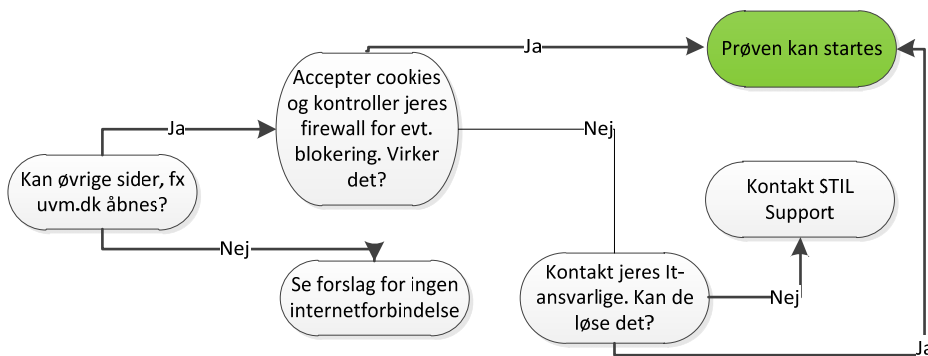 Ja
Prøven kan startes
Accepter cookies
og kontroller jeres
firewall for evt.
blokering. Virker
det?
Ja
Nej
Kan øvrige sider, fx
uvm.dk åbnes?
Kontakt STIL
Support
Nej
Se forslag for ingen
internetforbindelse
Kontakt jeres It-
ansvarlige. Kan de
løse det?
Nej
Ja